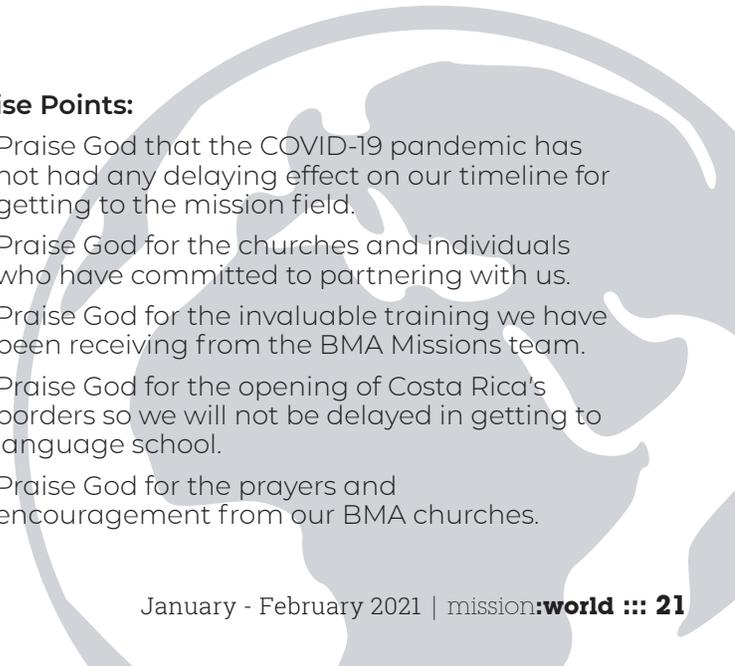 ise Points:
Praise God that the COVID-19 pandemic has
not had any delaying effect on our timeline for
getting to the mission field.
Praise God for the churches and individuals
who have committed to partnering with us.
Praise God for the invaluable training we have
been receiving from the BMA Missions team.
Praise God for the opening of Costa Rica's
borders so we will not be delayed in getting to
language school.
Praise God for the prayers and
encouragement from our BMA churches.
January - February 2021 | mission:world ::: 21